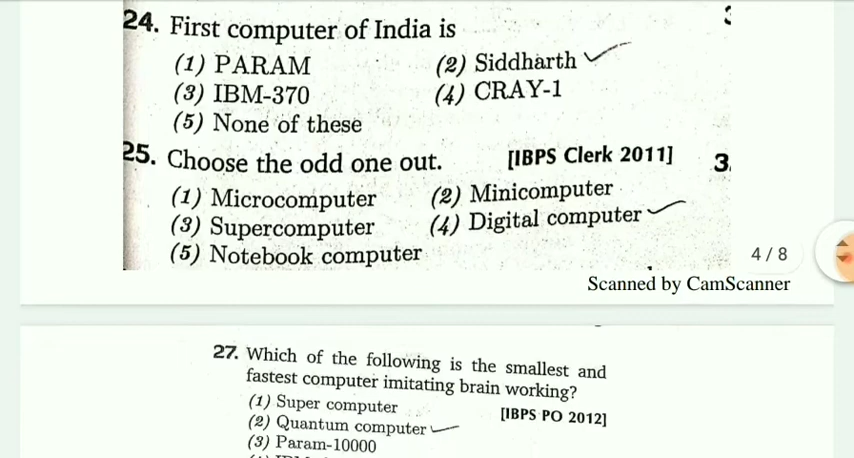 24. First computer of India is
(1) PARAM (2) Siddharth
(3) IBM-370 (4) CRAY-1
(5) None of these
25. Choose the odd one out. [IBPS Clerk 2011] 3.
(1) Microcomputer (2) Minicomputer
(3) Supercomputer (4) Digital computer
(5) Notebook computer
4 / 8
Scanned by CamScanner
27. Which of the following is the smallest and
fastest computer imitating brain working?
(1) Super computer [IBPS PO 2012]
(2) Quantum computer
(3) Param-10000